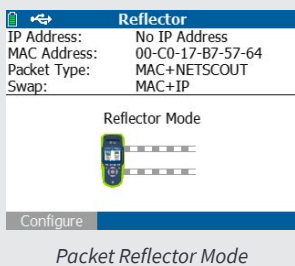 Reflector
IP Address: No IP Address
MAC Address: 00-C0-17-B7-57-64
Packet Type: MAC+NETSCOUT
Swap: MAC+IP
Reflector Mode
Configure
Packet Reflector Mode